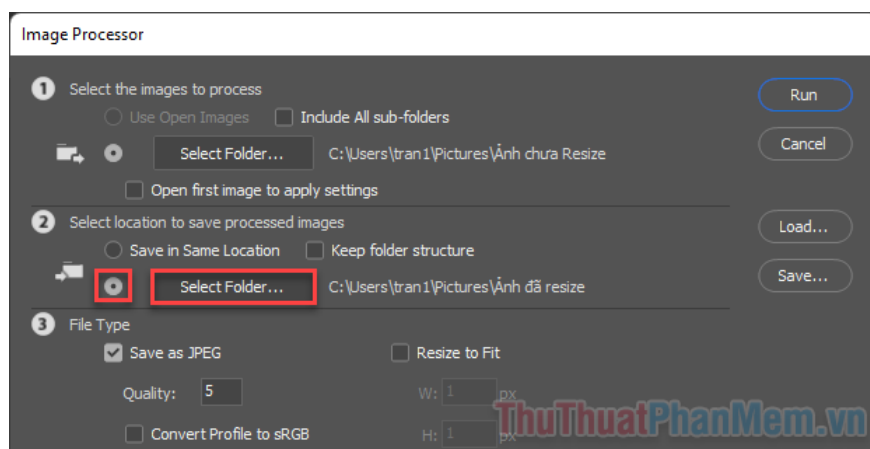 Image Processor
1 Select the images to process
Use Open Images Include All sub-folders
Select Folder... C:\Users\tran1\Pictures\Ảnh chưa Resize
Open first image to apply settings
2 Select location to save processed images
Save in Same Location Keep folder structure
Select Folder... C:\Users\tran1\Pictures\Ảnh đã resize
3 File Type
Save as JPEG Resize to Fit
Quality: 5 W: 1 px
Convert Profile to sRGB H: 1 px
Run
Cancel
Load...
Save...
ThuThuatPhanMem.vn